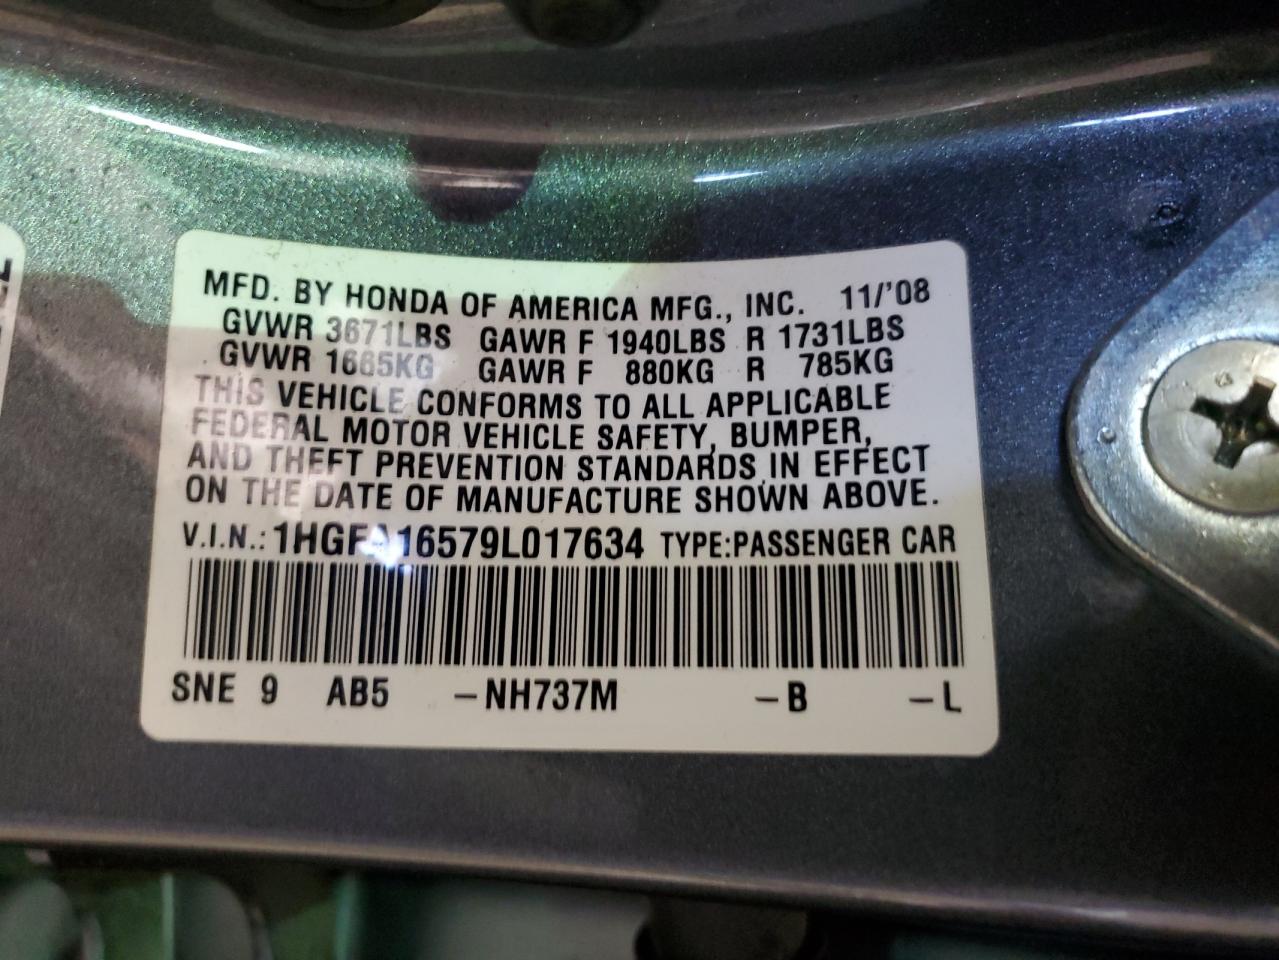 MFD. BY HONDA OF AMERICA MFG., INC. 11/'08
GVWR 3671LBS GAWR F 1940LBS R 1731LBS
GVWR 1665KG GAWR F 880KG R 785KG
THIS VEHICLE CONFORMS TO ALL APPLICABLE
FEDERAL MOTOR VEHICLE SAFETY, BUMPER,
AND THEFT PREVENTION STANDARDS IN EFFECT
ON THE DATE OF MANUFACTURE SHOWN ABOVE.
V.I.N.: 1HGFA16579L017634 TYPE:PASSENGER CAR
SNE 9 AB5 -NH737M -B -L